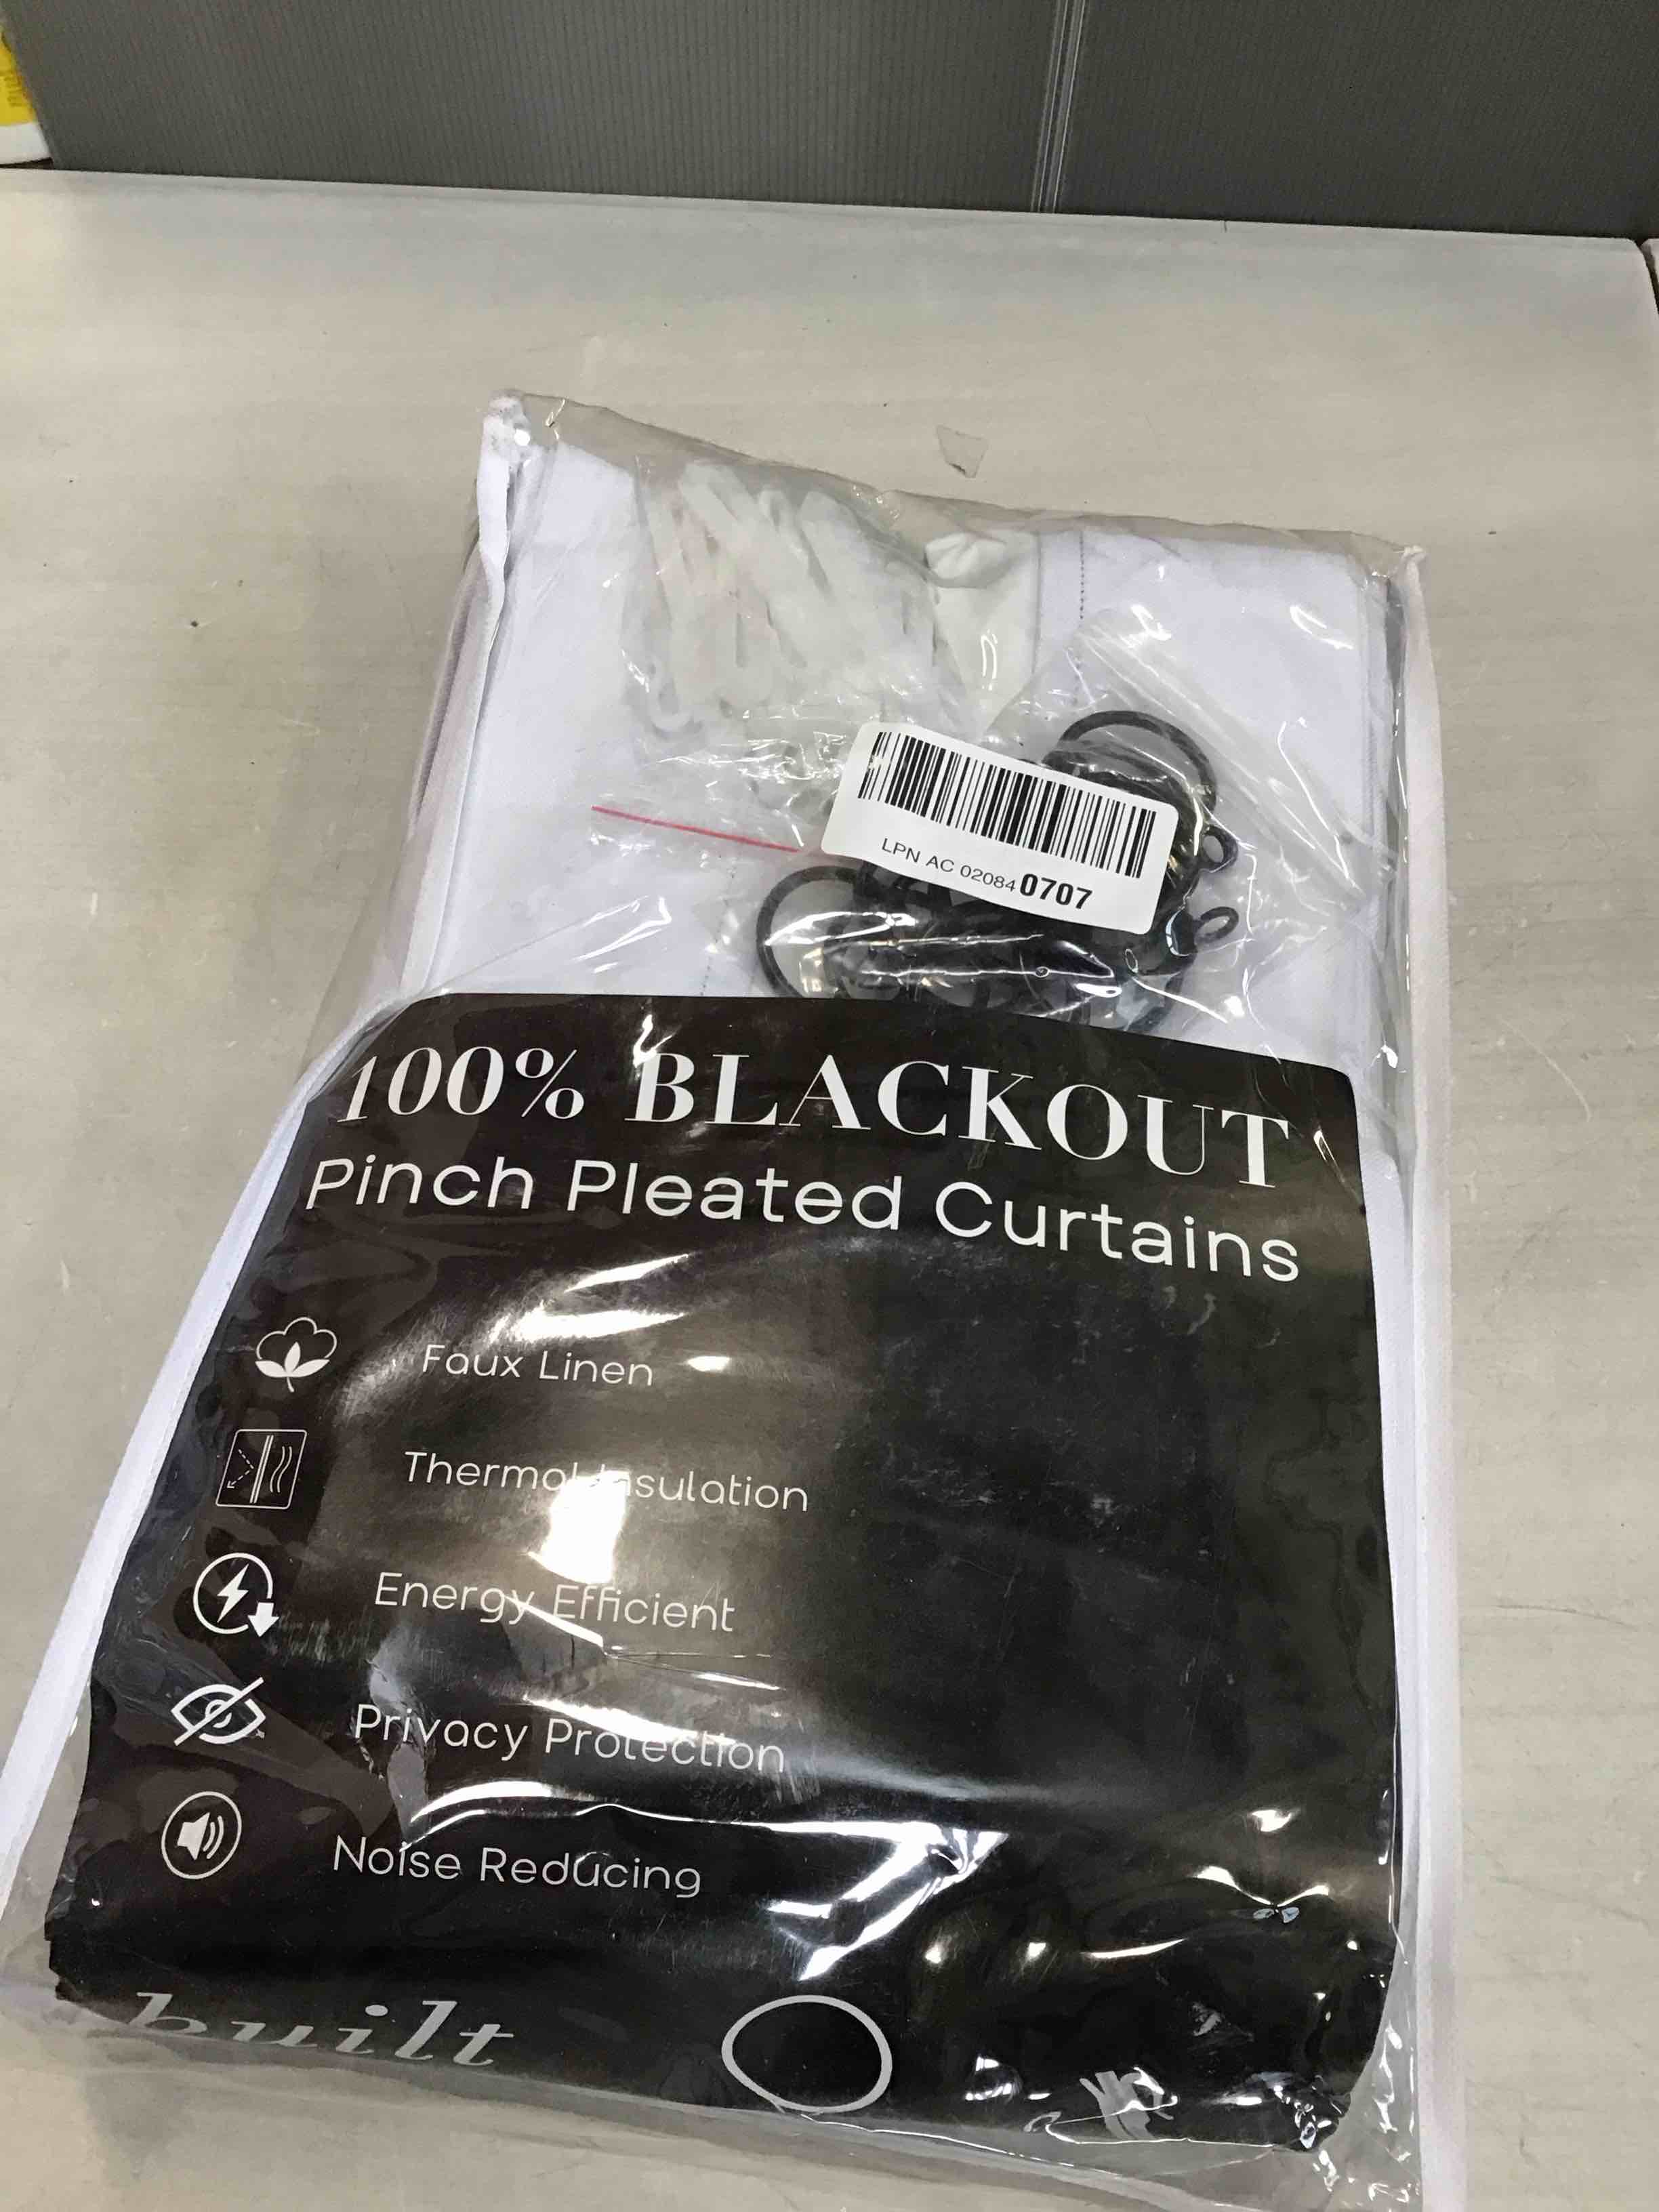 LPN AC 020840707
100% BLACKOUT
Pinch Pleated Curtains
Faux Linen
Thermal Insulation
Energy Efficient
Privacy Protection
Noise Reducing
built